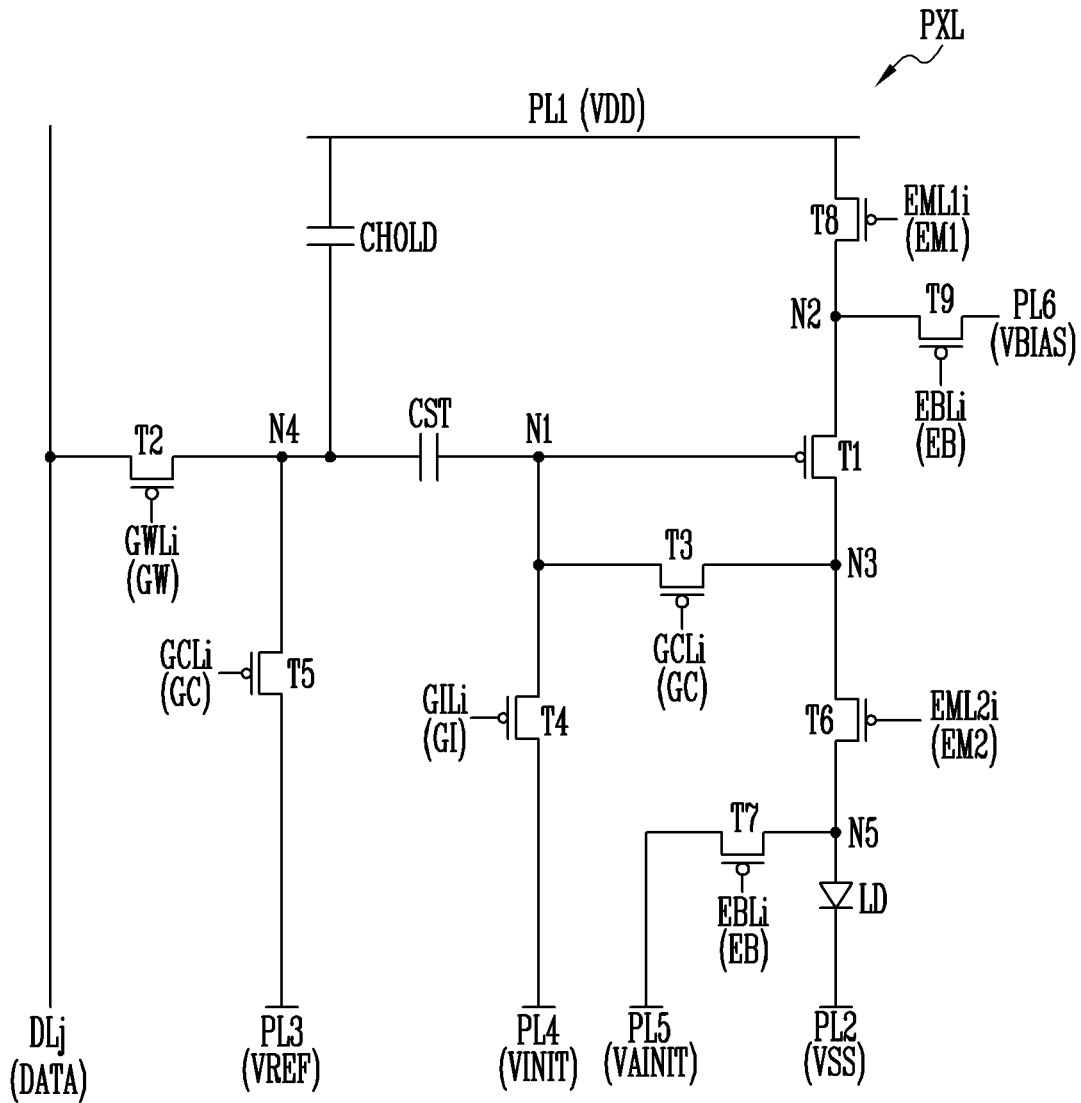 PXL
PL1 (VDD)
T8
EML1i
(EM1)
CHOLD
N2
T9
PL6
(VBIAS)
EBLi
(EB)
T2
N4
CST
N1
T1
GWLi
(GW)
T3
N3
GCLi
(GC)
GCLi
(GC)
T5
GILi
(GI)
T4
T6
EML2i
(EM2)
T7
N5
EBLi
(EB)
LD
DLj
(DATA)
PL3
(VREF)
PL4
(VINIT)
PL5
(VAINIT)
PL2
(VSS)